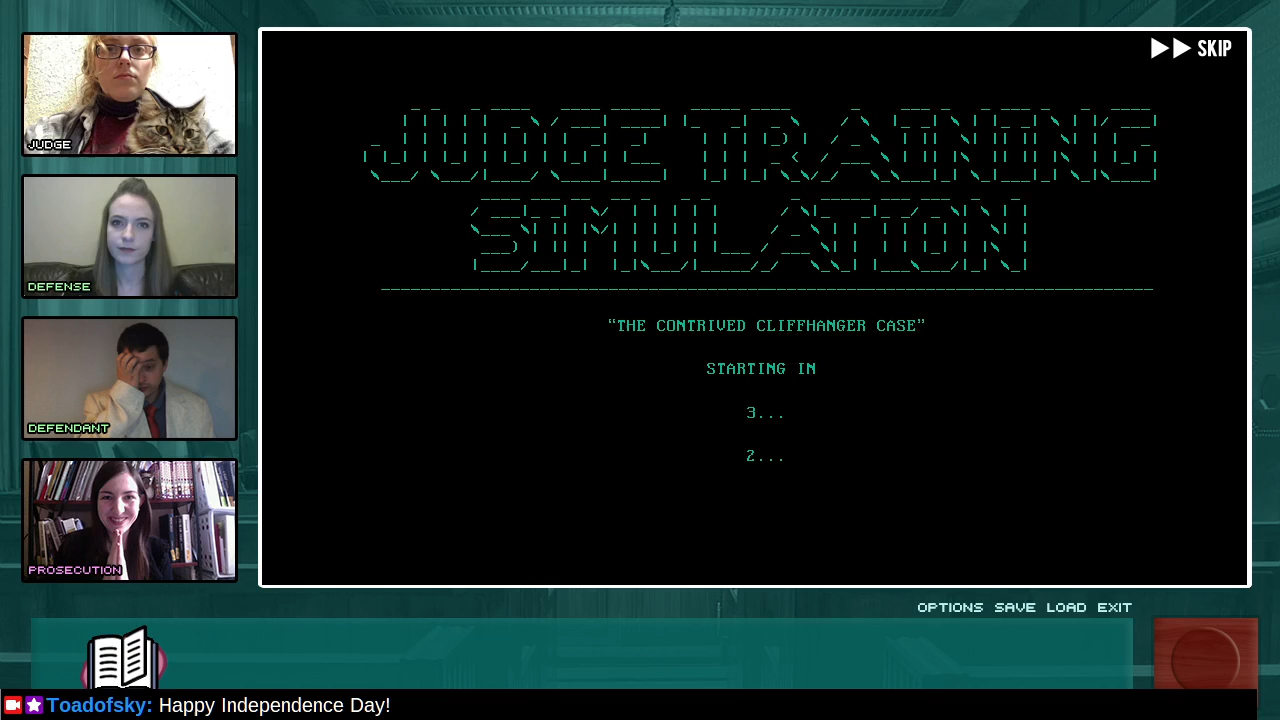 SKIP
JUDGE TRAINING
SIMULATION
“THE CONTRIVED CLIFFHANGER CASE”
STARTING IN
3...
2...
JUDGE
DEFENSE
DEFENDANT
PROSECUTION
OPTIONS SAVE LOAD EXIT
Toadofsky: Happy Independence Day!